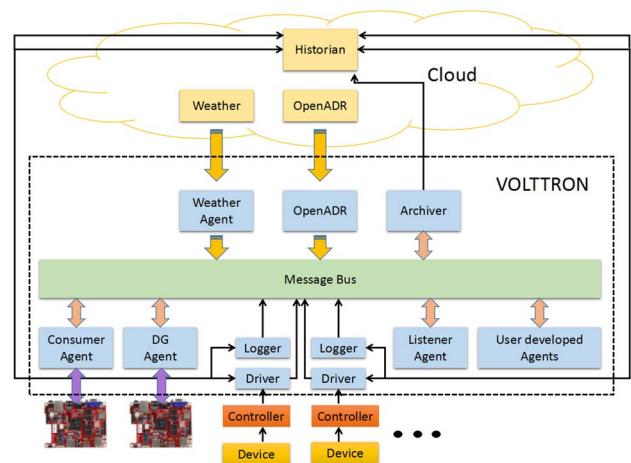 Historian
Cloud
Weather
OpenADR
VOLTTRON
Weather
Agent
OpenADR
Archiver
Message Bus
Consumer
Agent
DG
Agent
Logger
Logger
Listener
Agent
User developed
Agents
Driver
Driver
Controller
Controller
Device
Device